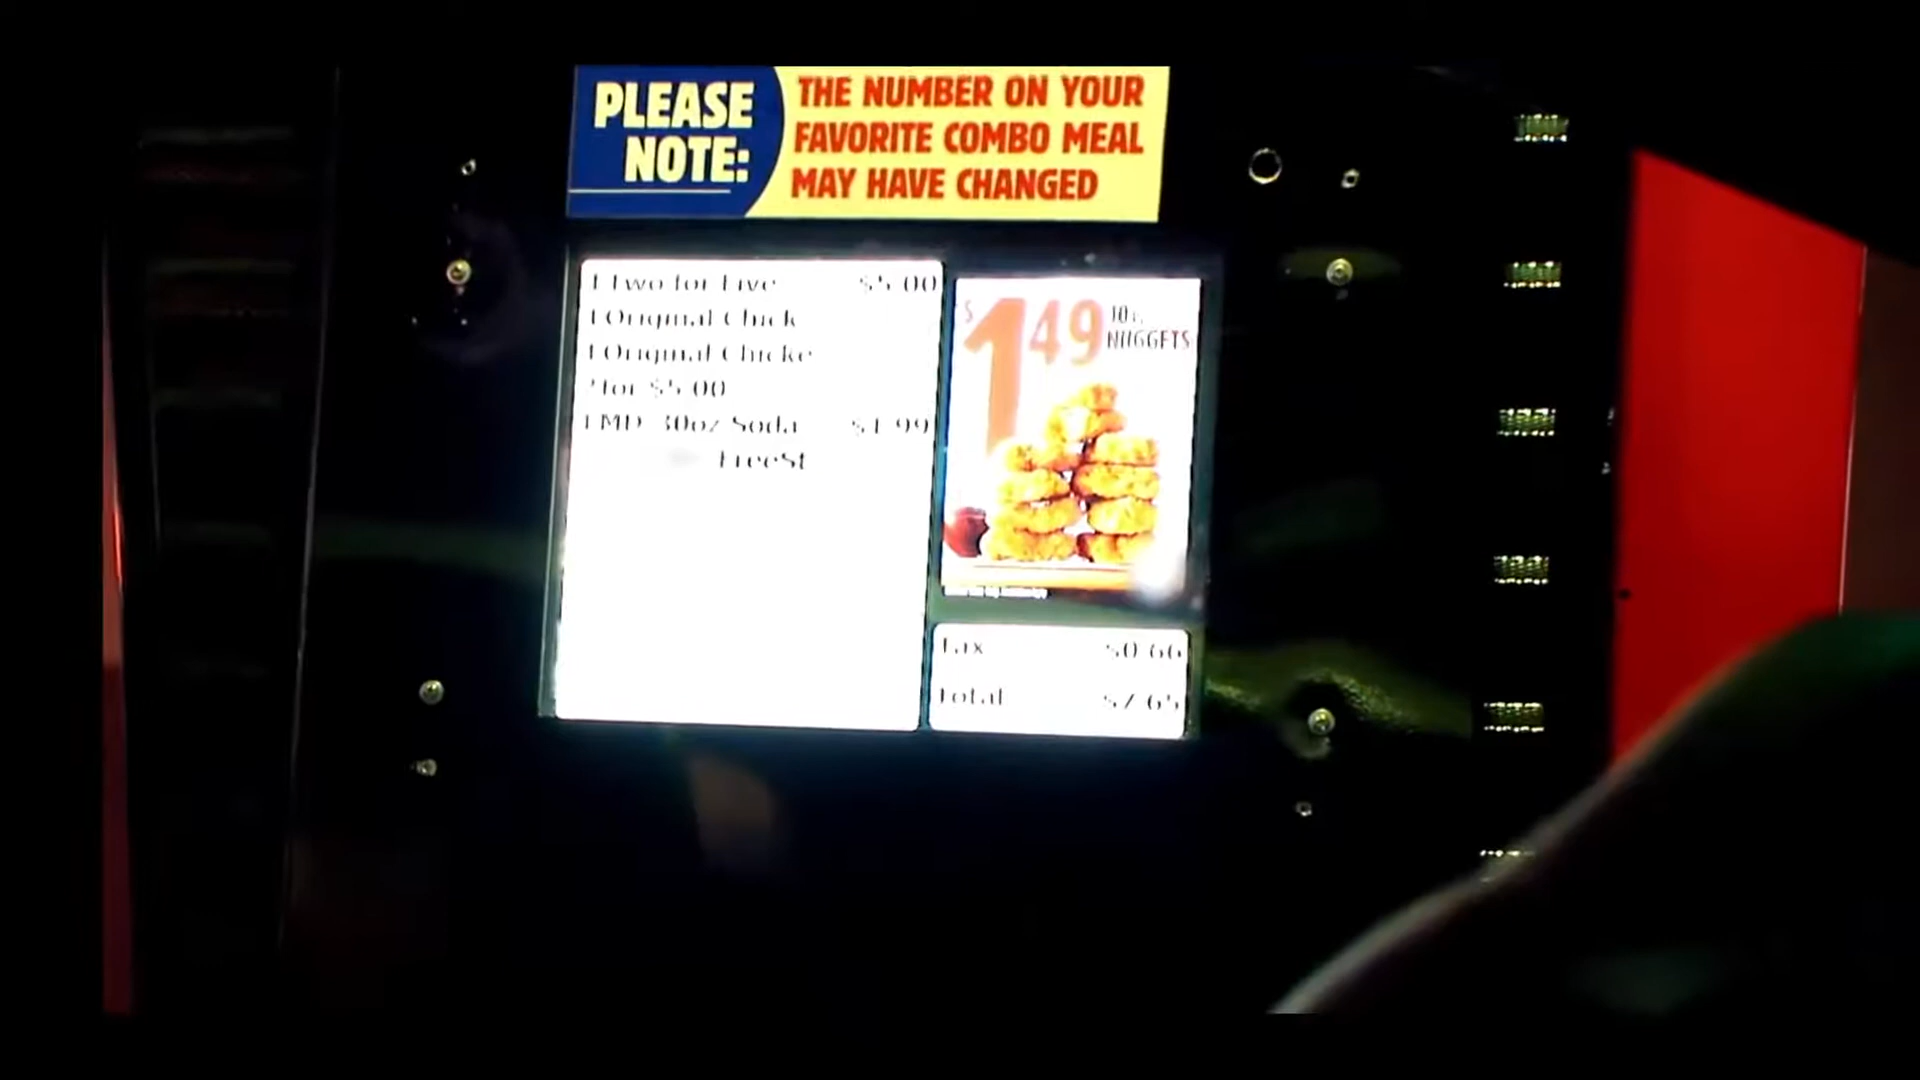 PLEASE
NOTE:
THE NUMBER ON YOUR
FAVORITE COMBO MEAL
MAY HAVE CHANGED
1 Two for Five $5.00
1 Original Chick
1 Original Chicke
2 for $5.00
1 MD 30oz Soda $1.99
FreeSt
$1 49
10 NUGGETS
Tax $0.66
Total $7.65